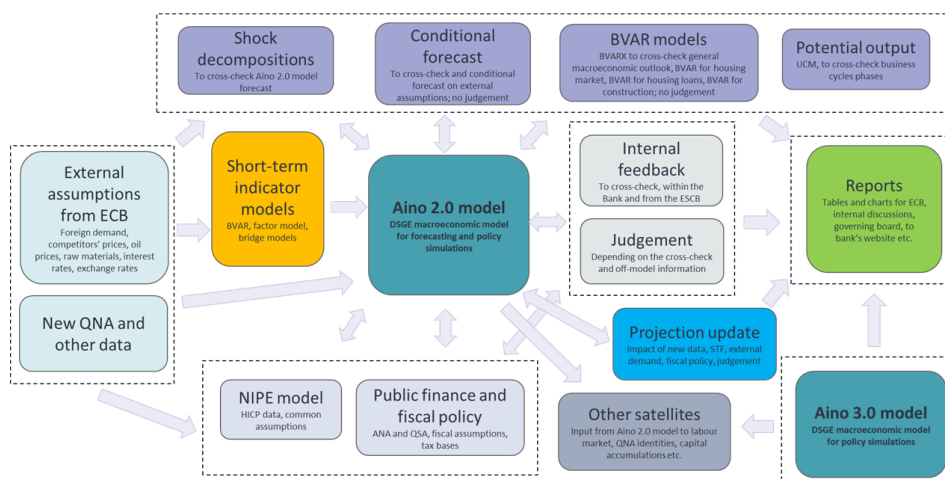 Shock
decompositions
To cross-check Aino 2.0 model
forecast
Conditional
forecast
To cross-check and conditional
forecast on external
assumptions; no judgement
BVAR models
BVARX to cross-check general
macroeconomic outlook, BVAR for housing
market, BVAR for housing loans, BVAR for
construction; no judgement
Potential output
UCM, to cross-check business
cycles phases
External
assumptions
from ECB
Foreign demand,
competitors' prices, oil
prices, raw materials, interest
rates, exchange rates
New QNA and
other data
Short-term
indicator
models
BVAR, factor model,
bridge models
Aino 2.0 model
DSGE macroeconomic model
for forecasting and policy
simulations
Internal
feedback
To cross-check, within the
Bank and from the ESCB
Judgement
Depending on the cross-check
and off-model information
Reports
Tables and charts for ECB,
internal discussions,
governing board, to
bank's website etc.
Projection update
Impact of new data, STF, external
demand, fiscal policy, judgement
NIPE model
HICP data, common
assumptions
Public finance
and fiscal policy
ANA and QSA, fiscal assumptions,
tax bases
Other satellites
Input from Aino 2.0 model to labour
market, QNA identities, capital
accumulations etc.
Aino 3.0 model
DSGE macroeconomic model
for policy simulations